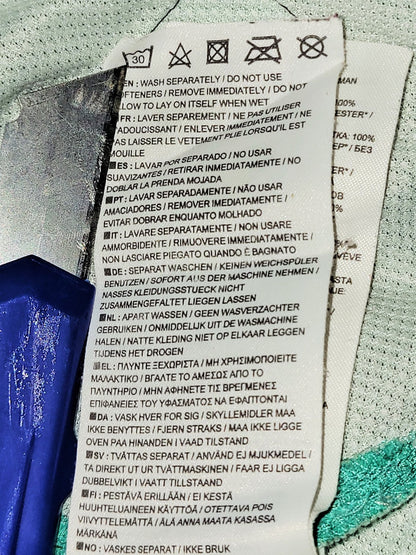 30
EN : WASH SEPARATELY / DO NOT USE
SOFTENERS / REMOVE IMMEDIATELY / DO NOT
ALLOW TO LAY ON ITSELF WHEN WET
FR : LAVER SEPAREMENT / NE PAS UTILISER
D'ADOUCISSANT / ENLEVER IMMEDIATEMENT / NE
PAS LAISSER LE VETEMENT PLIE LORSQU'IL EST
MOUILLE
ES : LAVAR POR SEPARADO / NO USAR
SUAVIZANTES / RETIRAR INMEDIATAMENTE / NO
DOBLAR LA PRENDA MOJADA
PT : LAVAR SEPARADAMENTE / NÃO USAR
AMACIADORES / REMOVER IMEDIATAMENTE /
EVITAR DOBRAR ENQUANTO MOLHADO
IT : LAVARE SEPARATAMENTE / NON USARE
AMMORBIDENTE / RIMUOVERE IMMEDIATAMENTE /
NON LASCIARE PIEGATO QUANDO È BAGNATO
DE : SEPARAT WASCHEN / KEINEN WEICHSPÜLER
BENUTZEN / SOFORT AUS DER MASCHINE NEHMEN /
NASSES KLEIDUNGSSTUECK NICHT
ZUSAMMENGEFALTET LIEGEN LASSEN
NL : APART WASSEN / GEEN WASVERZACHTER
GEBRUIKEN / ONMIDDELIJK UIT DE WASMACHINE
HALEN / NATTE KLEDING NIET OP ELKAAR LEGGEN
TIJDENS HET DROGEN
EL : ΠΛΥΝΤΕ ΞΕΧΩΡΙΣΤΑ / ΜΗ ΧΡΗΣΙΜΟΠΟΙΕΙΤΕ
ΜΑΛΑΚΤΙΚΟ / ΒΓΑΛΤΕ ΤΟ ΑΜΕΣΩΣ ΑΠΟ ΤΟ
ΠΛΥΝΤΗΡΙΟ / ΜΗΝ ΑΦΗΝΕΤΕ ΤΙΣ ΒΡΕΓΜΕΝΕΣ
ΕΠΙΦΑΝΕΙΕΣ ΤΟΥ ΥΦΑΣΜΑΤΟΣ ΝΑ ΕΦΑΠΤΟΝΤΑΙ
DA : VASK HVER FOR SIG / SKYLLEMIDLER MAA
IKKE BENYTTES / FJERN STRAKS / MAA IKKE LIGGE
OVEN PAA HINANDEN I VAAD TILSTAND
SV : TVÄTTAS SEPARAT / ANVÄND EJ MJUKMEDEL /
TA DIREKT UT UR TVÄTTMASKINEN / FAAR EJ LIGGA
DUBBELVIKT I VAATT TILLSTAAND
FI : PESTÄVÄ ERILLÄÄN / EI KESTÄ
HUUHTELUAINEEN KÄYTTÖÄ / OTETTAVA POIS
VIIVYTTELEMÄTTÄ / ÄLÄ ANNA MAATA KASASSA
MÄRKÄNÄ
NO : VASKES SEPARAT / IKKE BRUK
100%
100%